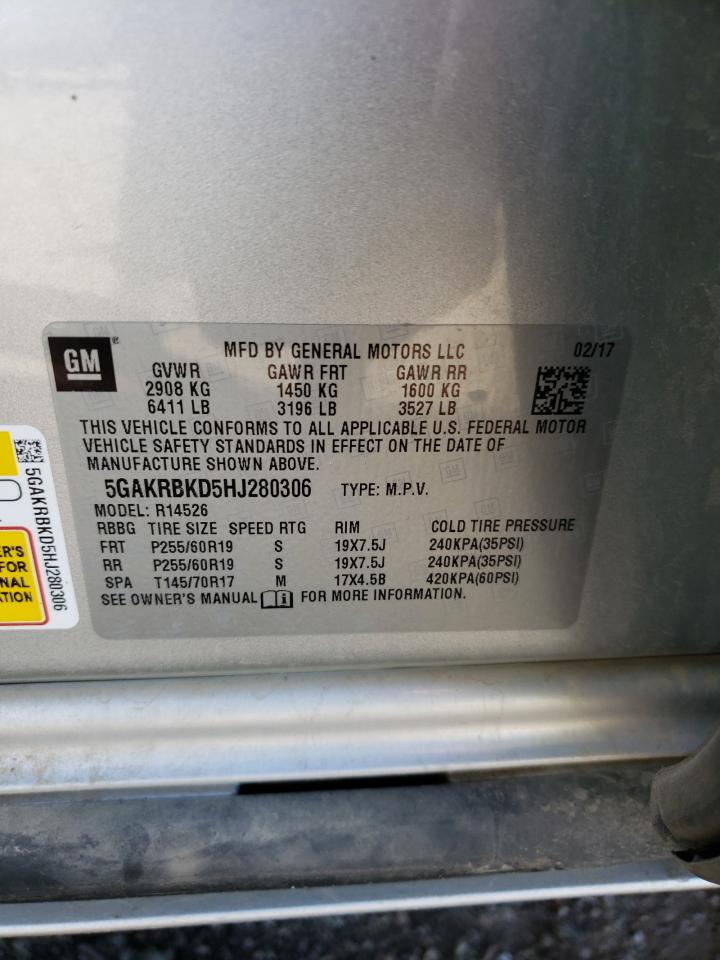 GM ®
MFD BY GENERAL MOTORS LLC 02/17
GVWR GAWR FRT GAWR RR
2908 KG 1450 KG 1600 KG
6411 LB 3196 LB 3527 LB
THIS VEHICLE CONFORMS TO ALL APPLICABLE U.S. FEDERAL MOTOR
VEHICLE SAFETY STANDARDS IN EFFECT ON THE DATE OF
MANUFACTURE SHOWN ABOVE.
5GAKRBKD5HJ280306 TYPE: M.P.V.
MODEL: R14526
RBBG TIRE SIZE SPEED RTG RIM COLD TIRE PRESSURE
FRT P255/60R19 S 19X7.5J 240KPA(35PSI)
RR P255/60R19 S 19X7.5J 240KPA(35PSI)
SPA T145/70R17 M 17X4.5B 420KPA(60PSI)
SEE OWNER'S MANUAL FOR MORE INFORMATION.
5GAKRBKD5HJ280306
ER'S
FOR
NAL
TION